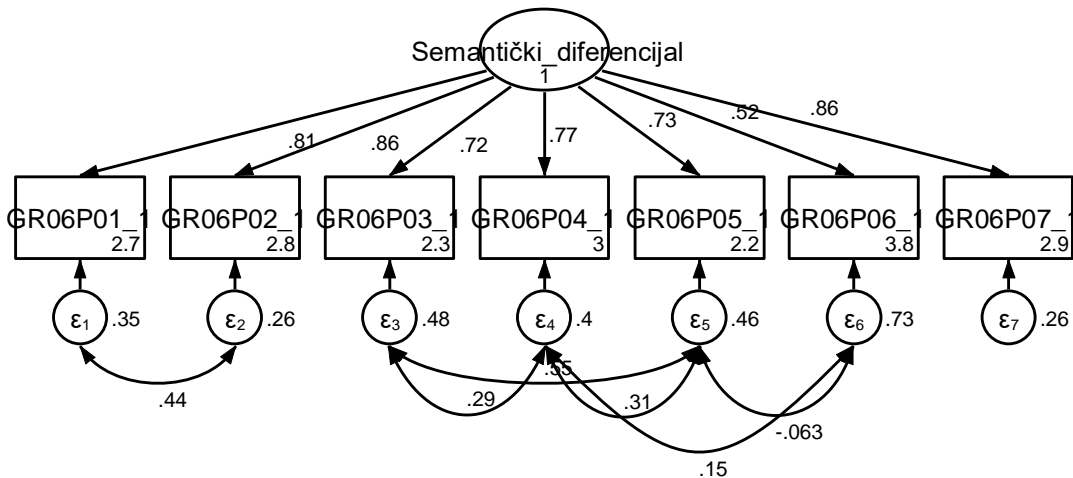 Semantički_diferencijal
1
.81 .86 .72 .77 .73 .52 .86
GR06P01_1 GR06P02_1 GR06P03_1 GR06P04_1 GR06P05_1 GR06P06_1 GR06P07_1
2.7 2.8 2.3 3 2.2 3.8 2.9
ε1 .35 ε2 .26 ε3 .48 ε4 .4 ε5 .46 ε6 .73 ε7 .26
.55
.44 .29 .31
-.063
.15